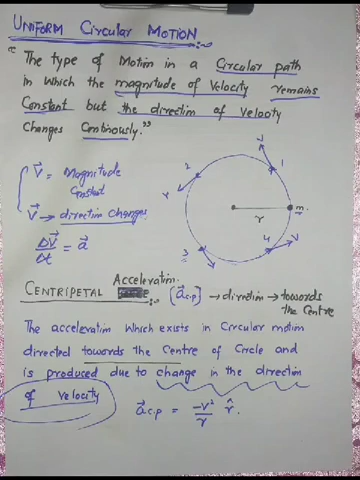 UNIFORM Circular MOTION :-
"The type of Motion in a Circular path
in which the magnitude of Velocity remains
Constant but the direction of Velocity
Changes Continously."
V⃗ = Magnitude
Constant
V⃗ → direction changes
ΔV⃗/Δt = a⃗
V 1
2
V
r m
3
V
4 V
Acceleration
CENTRIPETAL :- [a⃗c.p] → direction → towards
the Centre
The acceleration which exists in Circular motion
directed towards the Centre of Circle and
is produced due to change in the direction
of velocity
a⃗c.p = -V²/r r̂.